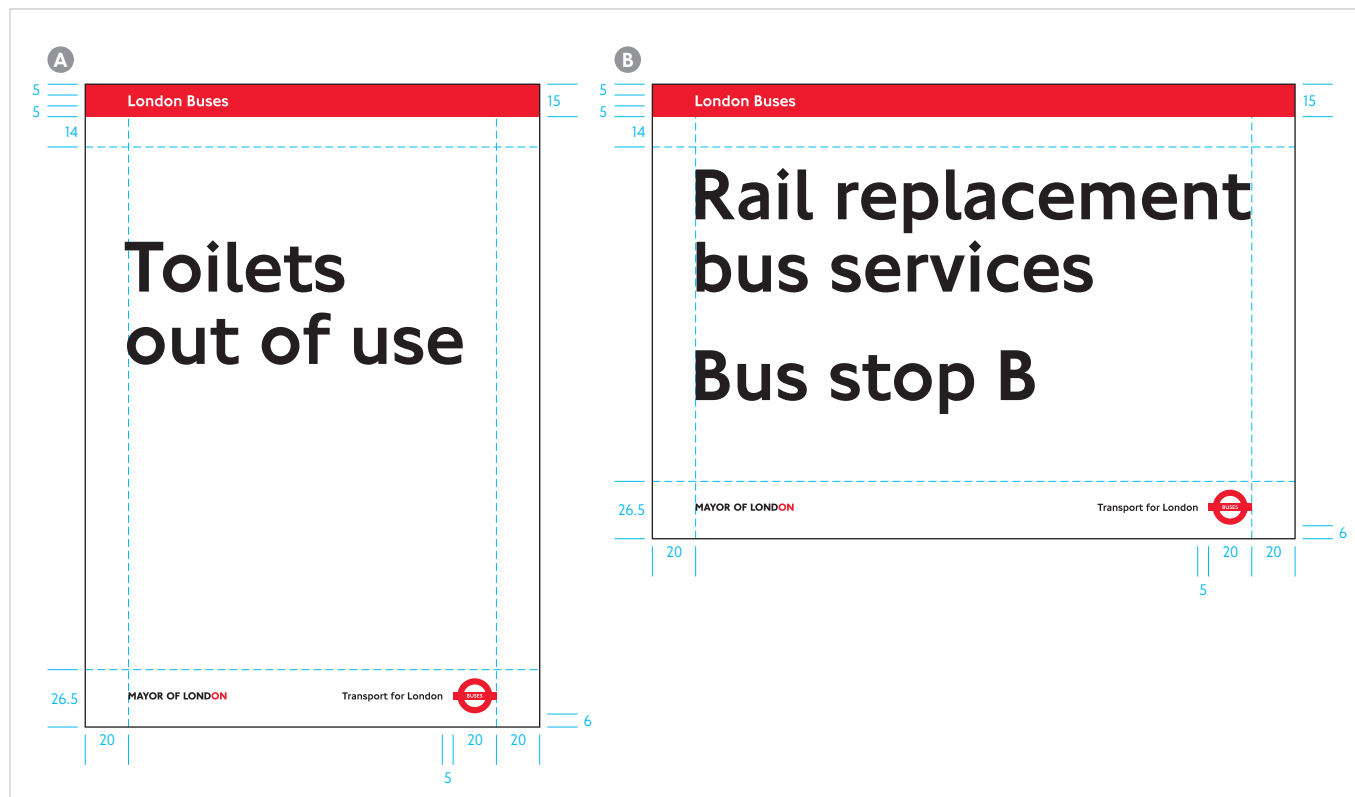 A
5
5
14
London Buses
15
Toilets
out of use
26.5
MAYOR OF LONDON
Transport for London
BUSES
6
20
20
20
5
B
5
5
14
London Buses
15
Rail replacement
bus services
Bus stop B
26.5
MAYOR OF LONDON
Transport for London
BUSES
6
20
20
20
5